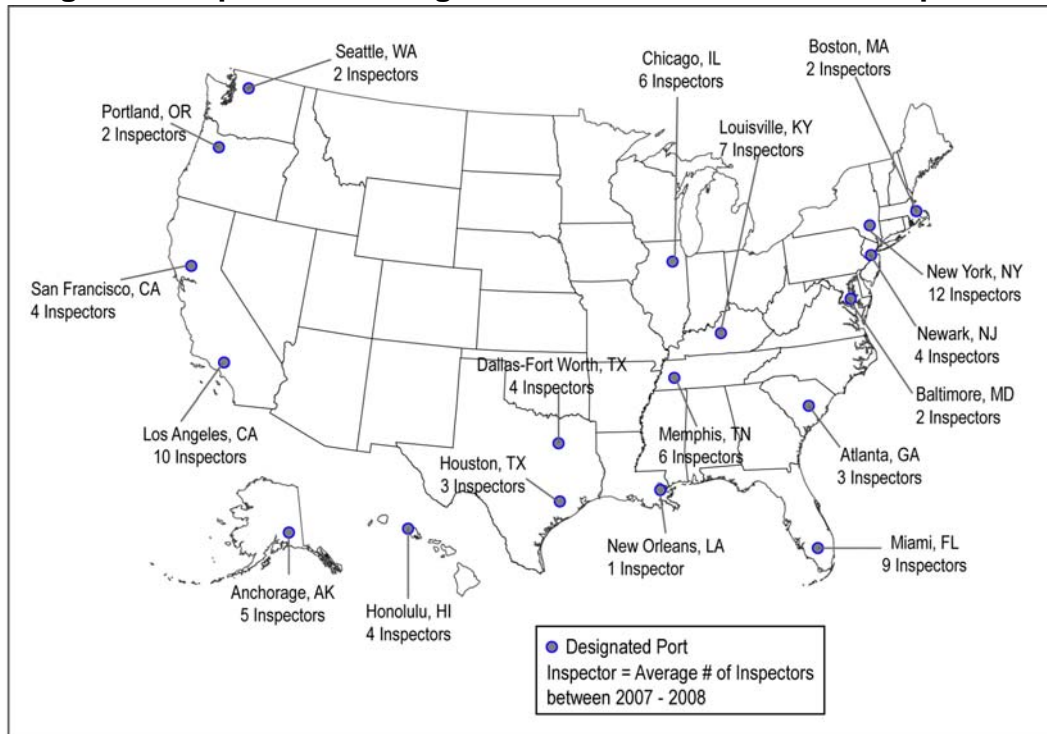 Seattle, WA
2 Inspectors
Portland, OR
2 Inspectors
Chicago, IL
6 Inspectors
Boston, MA
2 Inspectors
Louisville, KY
7 Inspectors
San Francisco, CA
4 Inspectors
New York, NY
12 Inspectors
Newark, NJ
4 Inspectors
Dallas-Fort Worth, TX
4 Inspectors
Baltimore, MD
2 Inspectors
Los Angeles, CA
10 Inspectors
Memphis, TN
6 Inspectors
Atlanta, GA
3 Inspectors
Houston, TX
3 Inspectors
New Orleans, LA
1 Inspector
Miami, FL
9 Inspectors
Anchorage, AK
5 Inspectors
Honolulu, HI
4 Inspectors
Designated Port
Inspector = Average # of Inspectors
between 2007 - 2008